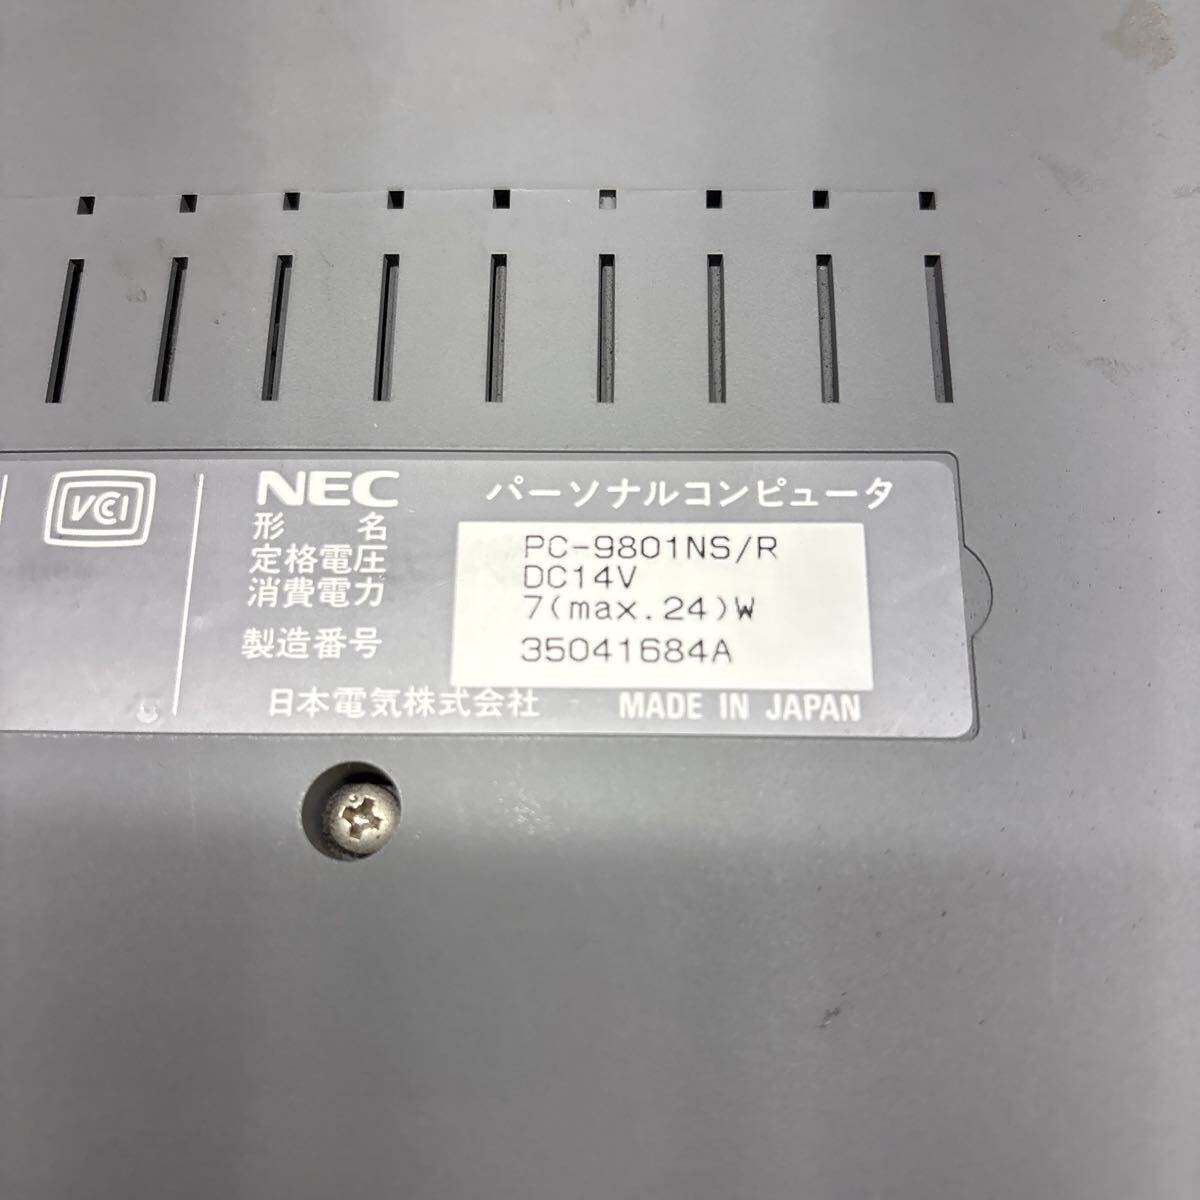 VCCI
NEC パーソナルコンピュータ
形 名 PC-9801NS/R
定格電圧 DC14V
消費電力 7(max.24)W
製造番号 35041684A
日本電気株式会社 MADE IN JAPAN